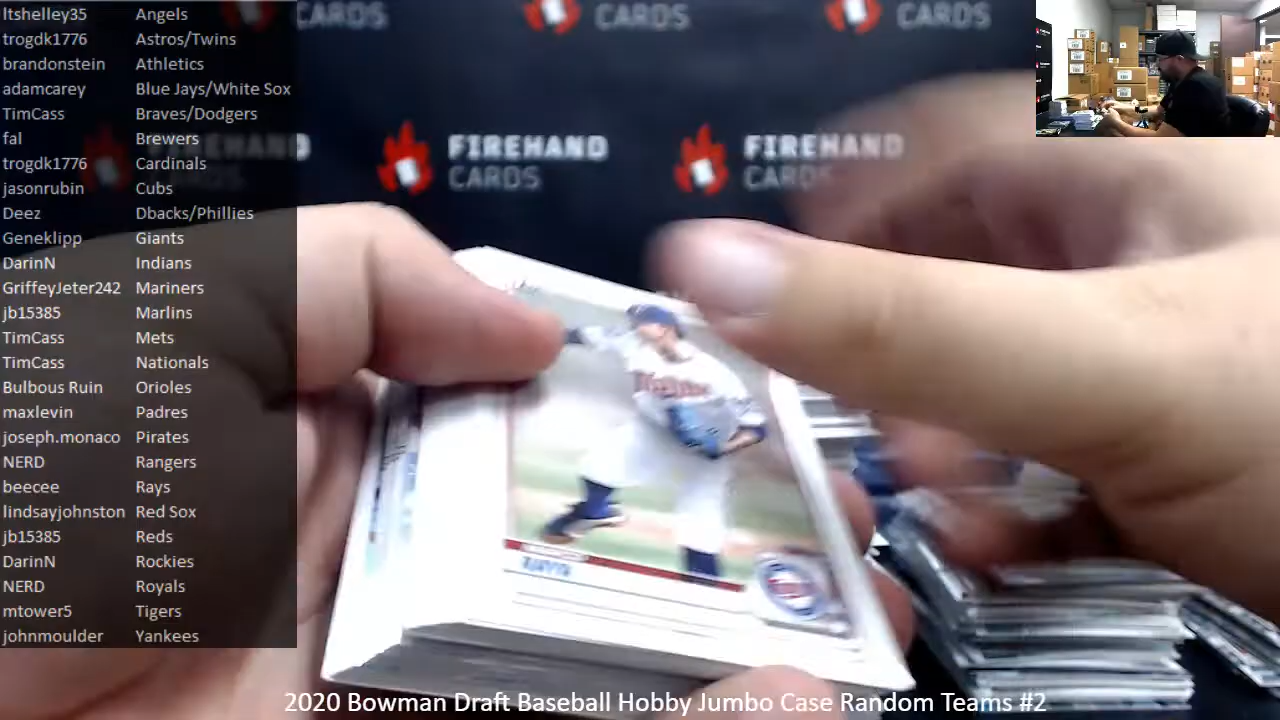 ltshelley35 Angels
trogdk1776 Astros/Twins
brandonstein Athletics
adamcarey Blue Jays/White Sox
TimCass Braves/Dodgers
fal Brewers
trogdk1776 Cardinals
jasonrubin Cubs
Deez Dbacks/Phillies
Geneklipp Giants
DarinN Indians
GriffeyJeter242 Mariners
jb15385 Marlins
TimCass Mets
TimCass Nationals
Bulbous Ruin Orioles
maxlevin Padres
joseph.monaco Pirates
NERD Rangers
beecee Rays
lindsayjohnston Red Sox
jb15385 Reds
DarinN Rockies
NERD Royals
mtower5 Tigers
johnmoulder Yankees
CARDS
CARDS
CARDS
FIREHAND
CARDS
FIREHAND
CARDS
2020 Bowman Draft Baseball Hobby Jumbo Case Random Teams #2